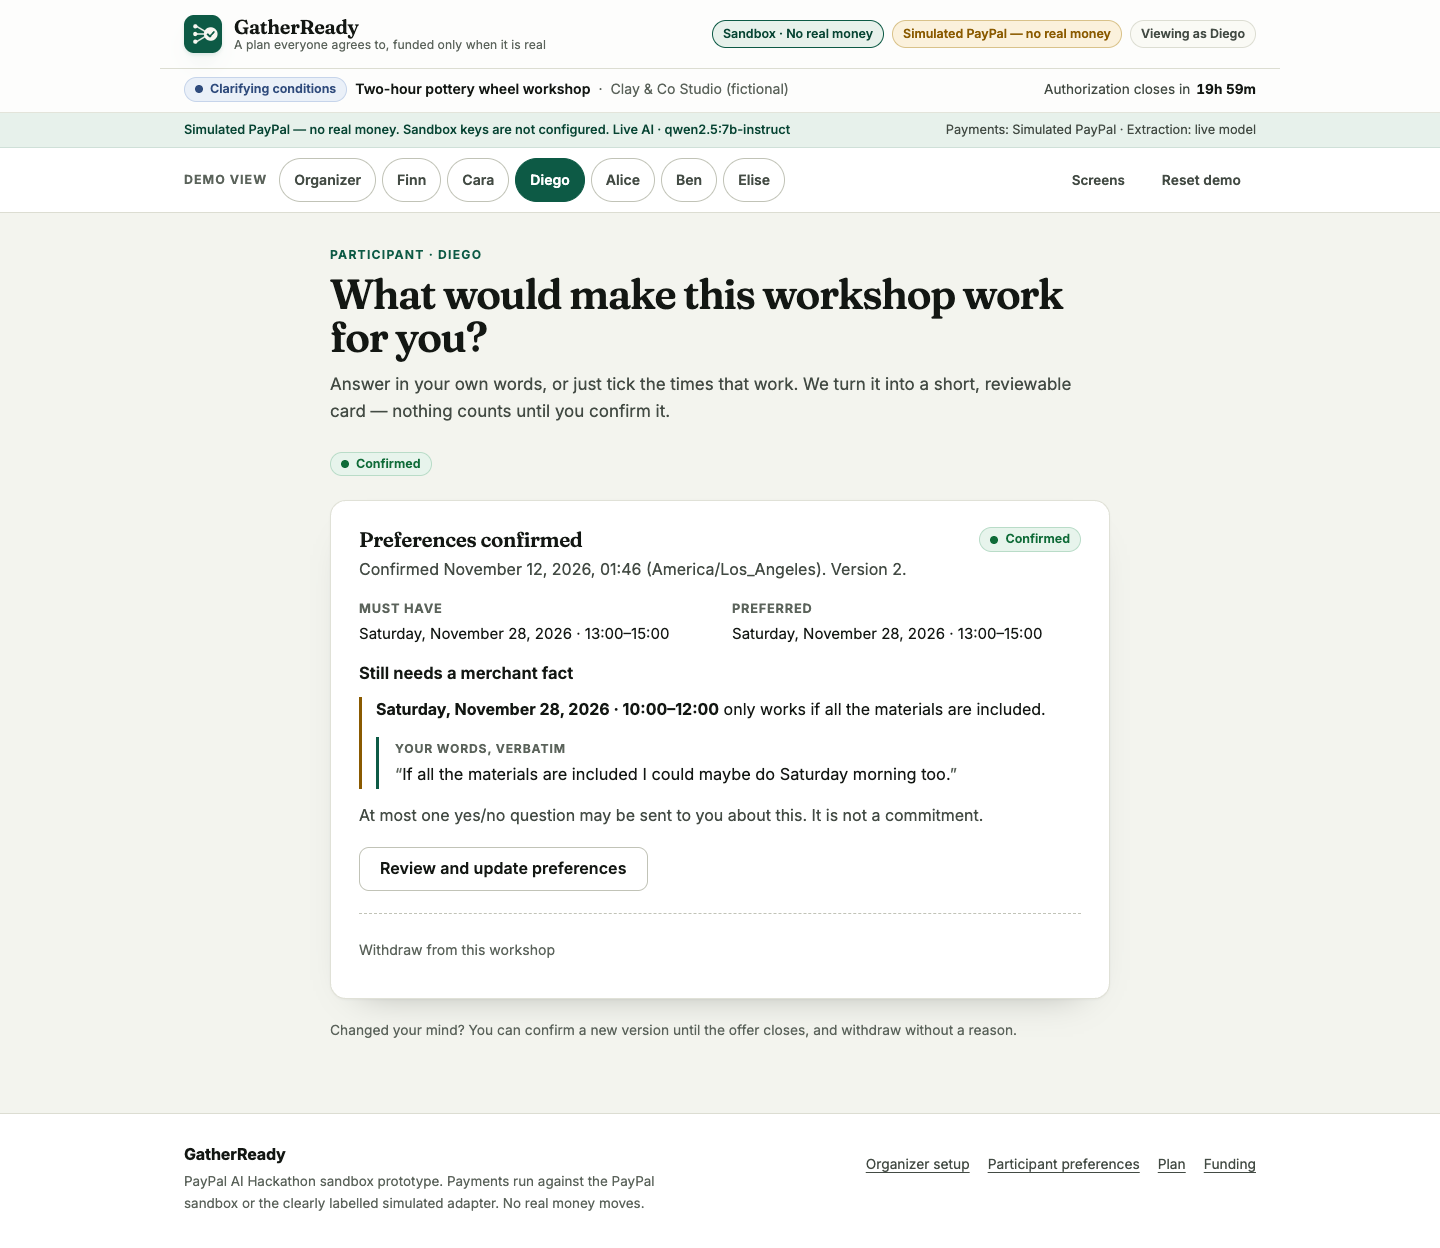 GatherReady
A plan everyone agrees to, funded only when it is real
Sandbox · No real money
Simulated PayPal — no real money
Viewing as Diego
Clarifying conditions
Two-hour pottery wheel workshop · Clay & Co Studio (fictional)
Authorization closes in 19h 59m
Simulated PayPal — no real money. Sandbox keys are not configured. Live AI · qwen2.5:7b-instruct
Payments: Simulated PayPal · Extraction: live model
DEMO VIEW
Organizer
Finn
Cara
Diego
Alice
Ben
Elise
Screens
Reset demo
PARTICIPANT · DIEGO
What would make this workshop work
for you?
Answer in your own words, or just tick the times that work. We turn it into a short, reviewable
card — nothing counts until you confirm it.
Confirmed
Preferences confirmed
Confirmed
Confirmed November 12, 2026, 01:46 (America/Los_Angeles). Version 2.
MUST HAVE
Saturday, November 28, 2026 · 13:00–15:00
PREFERRED
Saturday, November 28, 2026 · 13:00–15:00
Still needs a merchant fact
Saturday, November 28, 2026 · 10:00–12:00 only works if all the materials are included.
YOUR WORDS, VERBATIM
“If all the materials are included I could maybe do Saturday morning too.”
At most one yes/no question may be sent to you about this. It is not a commitment.
Review and update preferences
Withdraw from this workshop
Changed your mind? You can confirm a new version until the offer closes, and withdraw without a reason.
GatherReady
PayPal AI Hackathon sandbox prototype. Payments run against the PayPal
sandbox or the clearly labelled simulated adapter. No real money moves.
Organizer setup
Participant preferences
Plan
Funding